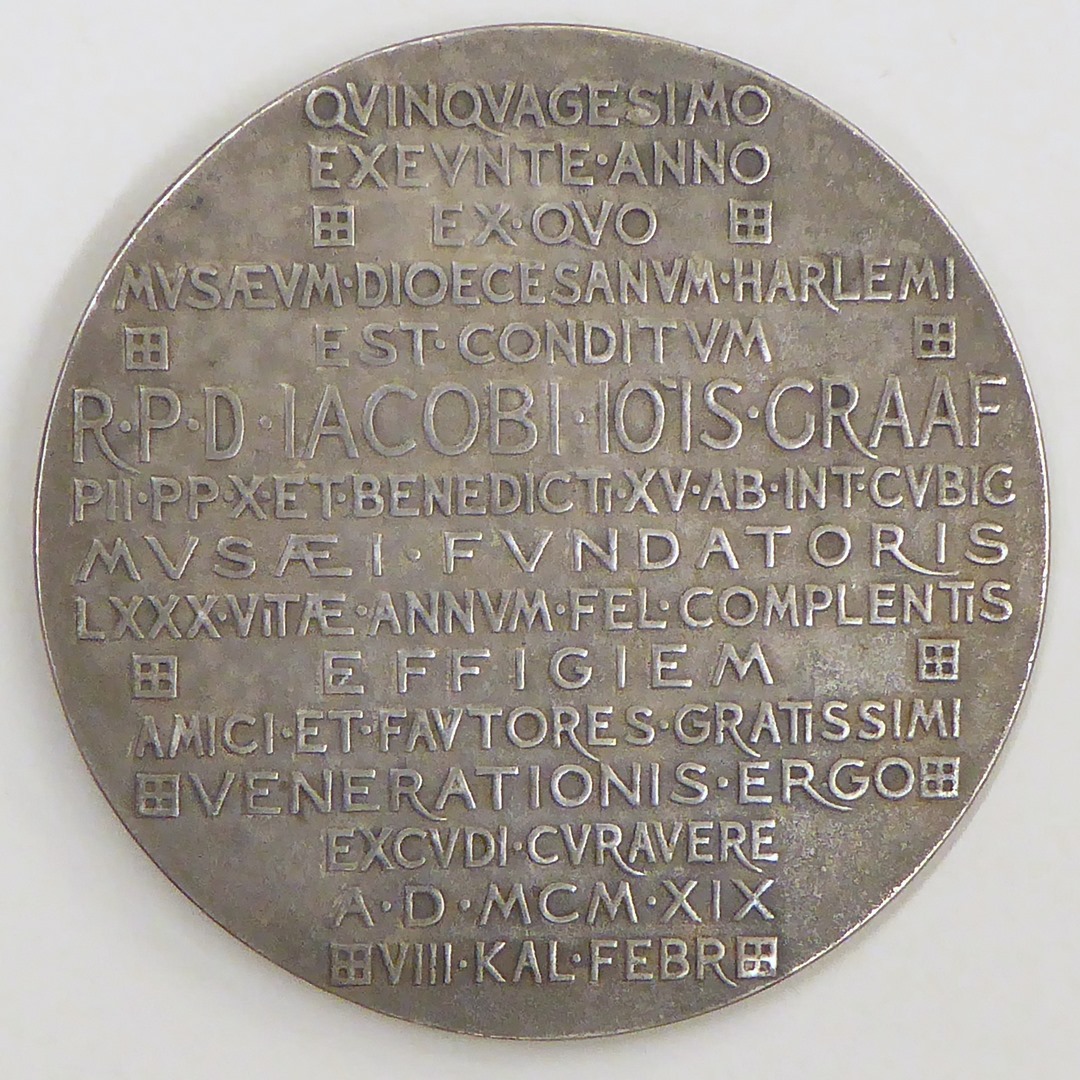 QVINQVAGESIMO
EXEVNTE·ANNO
EX·QVO
MVSÆVM·DIOECESANVM·HARLEMI
EST·CONDITVM
R·P·D·IACOBI·IOIS·GRAAF
PII·PP·X·ET·BENEDICTI·XV·AB·INT·CVBIC·
MVSÆI·FVNDATORIS
LXXX·VITÆ·ANNVM·FEL·COMPLENTIS
EFFIGIEM
AMICI·ET·FAVTORES·GRATISSIMI
VENERATIONIS·ERGO
EXCVDI·CVRAVERE
A·D·MCM·XIX
VIII·KAL·FEBR